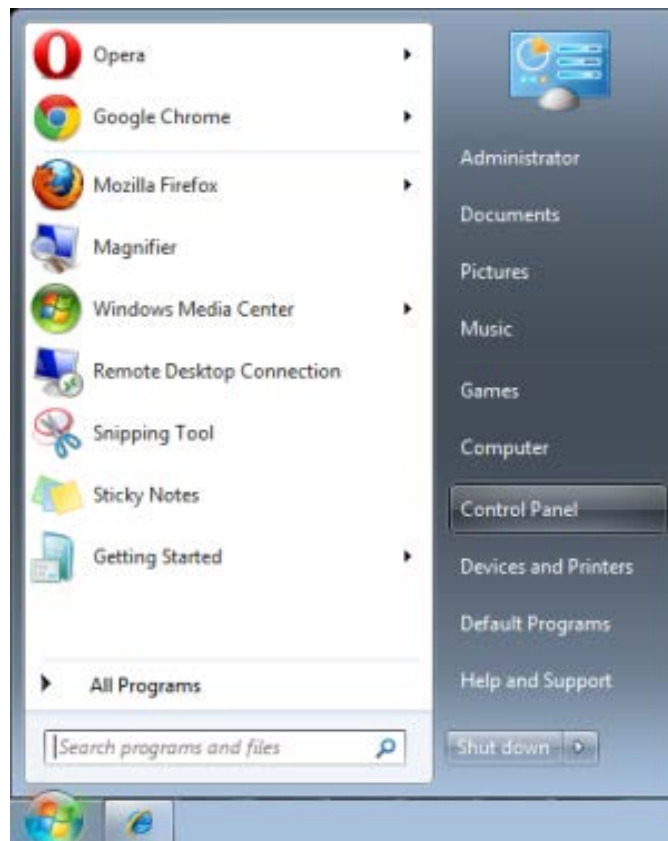 Opera
Google Chrome
Mozilla Firefox
Magnifier
Windows Media Center
Remote Desktop Connection
Snipping Tool
Sticky Notes
Getting Started
All Programs
Search programs and files
Administrator
Documents
Pictures
Music
Games
Computer
Control Panel
Devices and Printers
Default Programs
Help and Support
Shut down